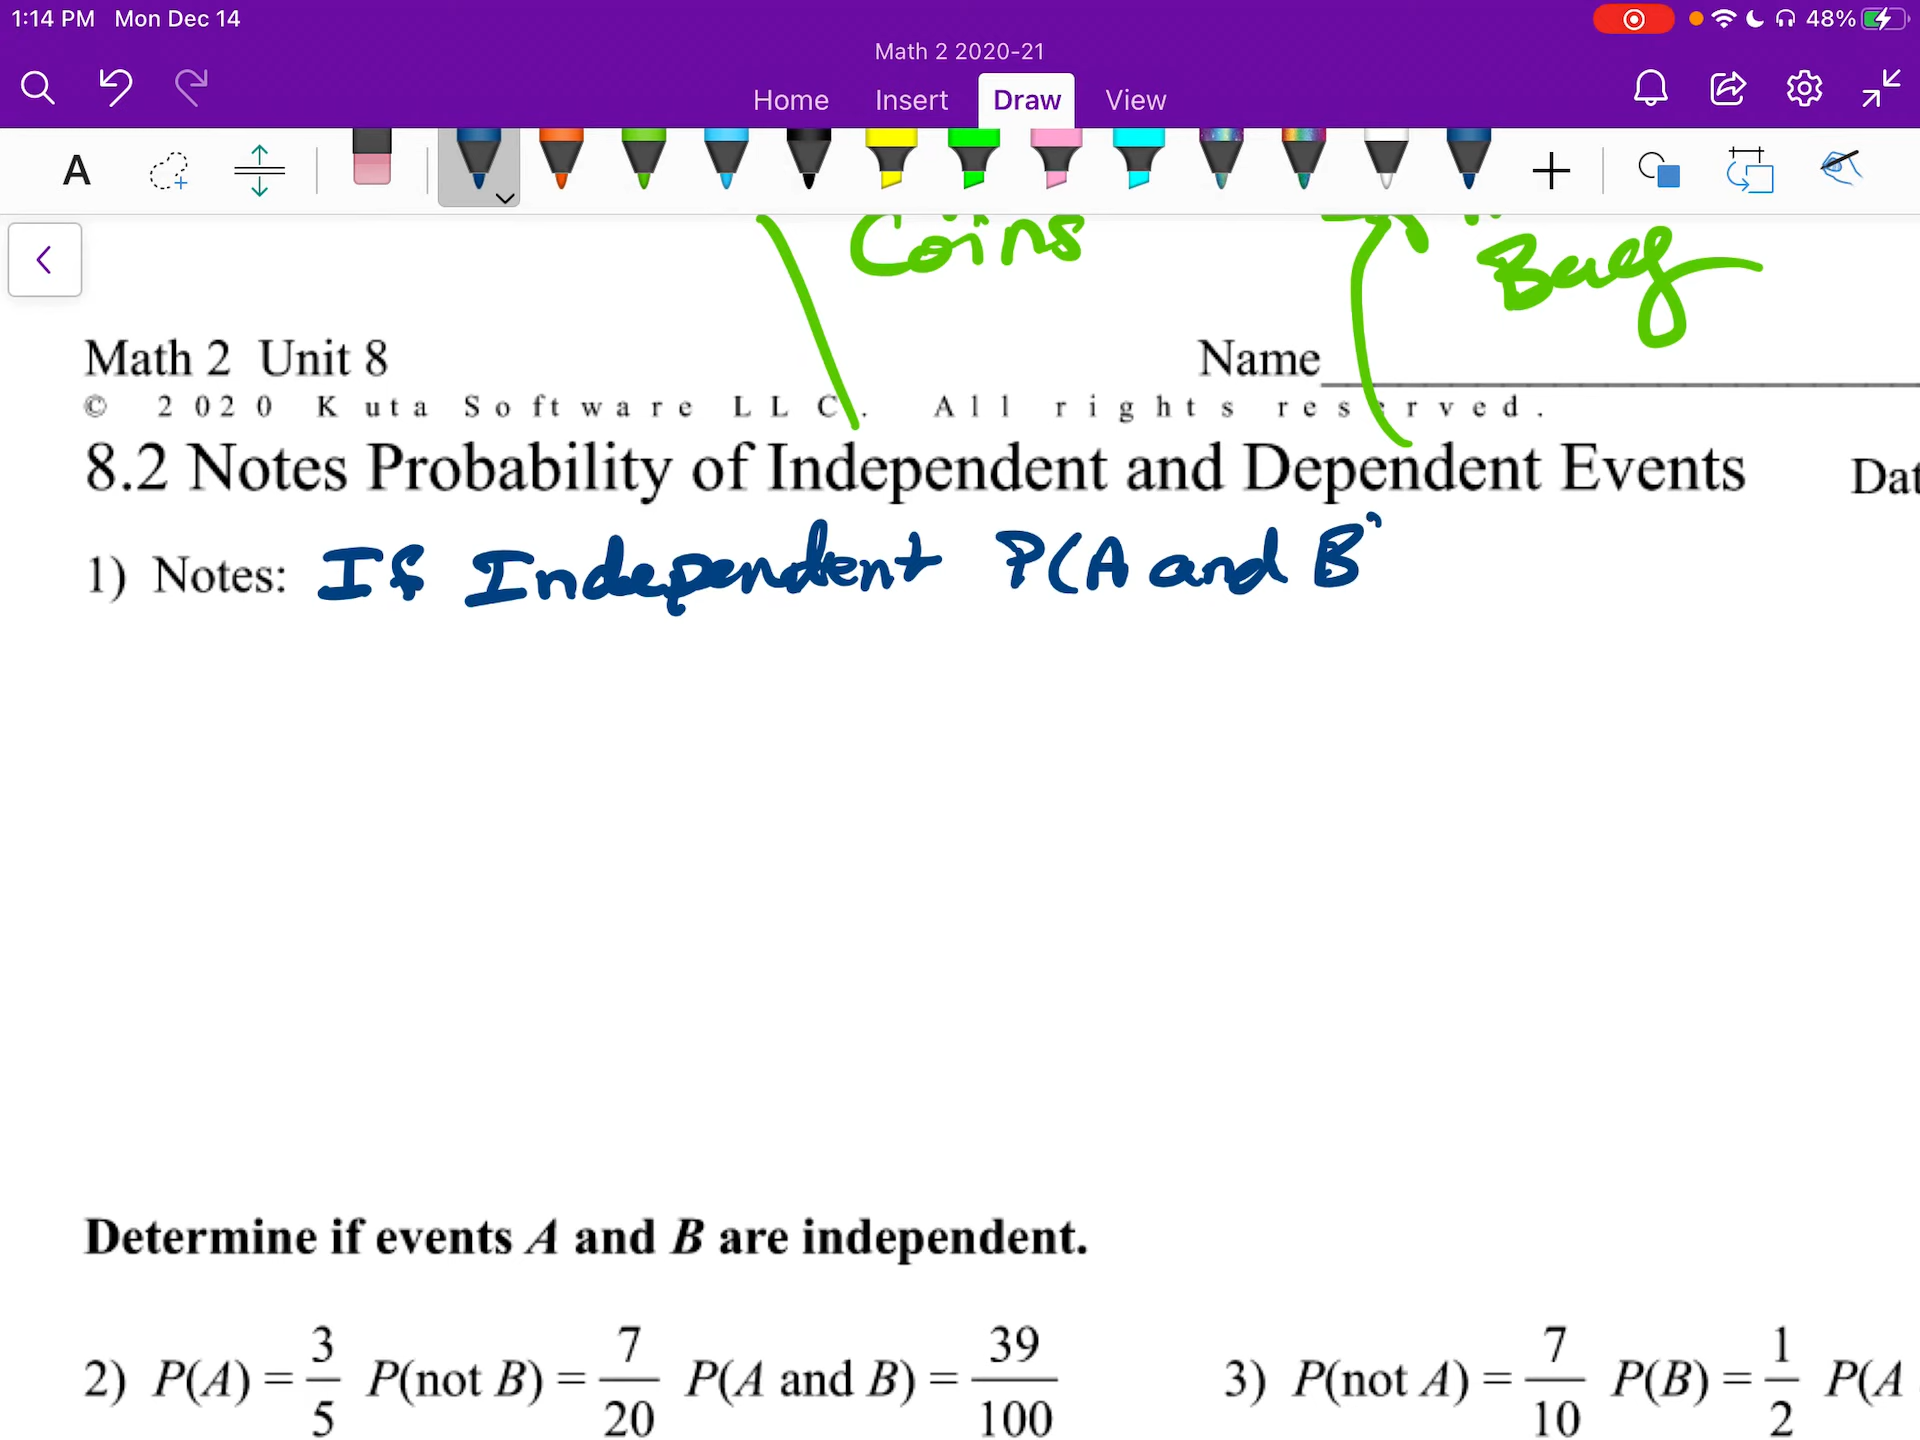 1:14 PM Mon Dec 14
48%
Math 2 2020-21
Home Insert Draw View
A
Coins
Bag
Math 2 Unit 8
Name
© 2020 Kuta Software LLC. All rights reserved.
8.2 Notes Probability of Independent and Dependent Events Dat
1) Notes: If Independent P(A and B
Determine if events A and B are independent.
2) P(A) = 3/5 P(not B) = 7/20 P(A and B) = 39/100
3) P(not A) = 7/10 P(B) = 1/2 P(A